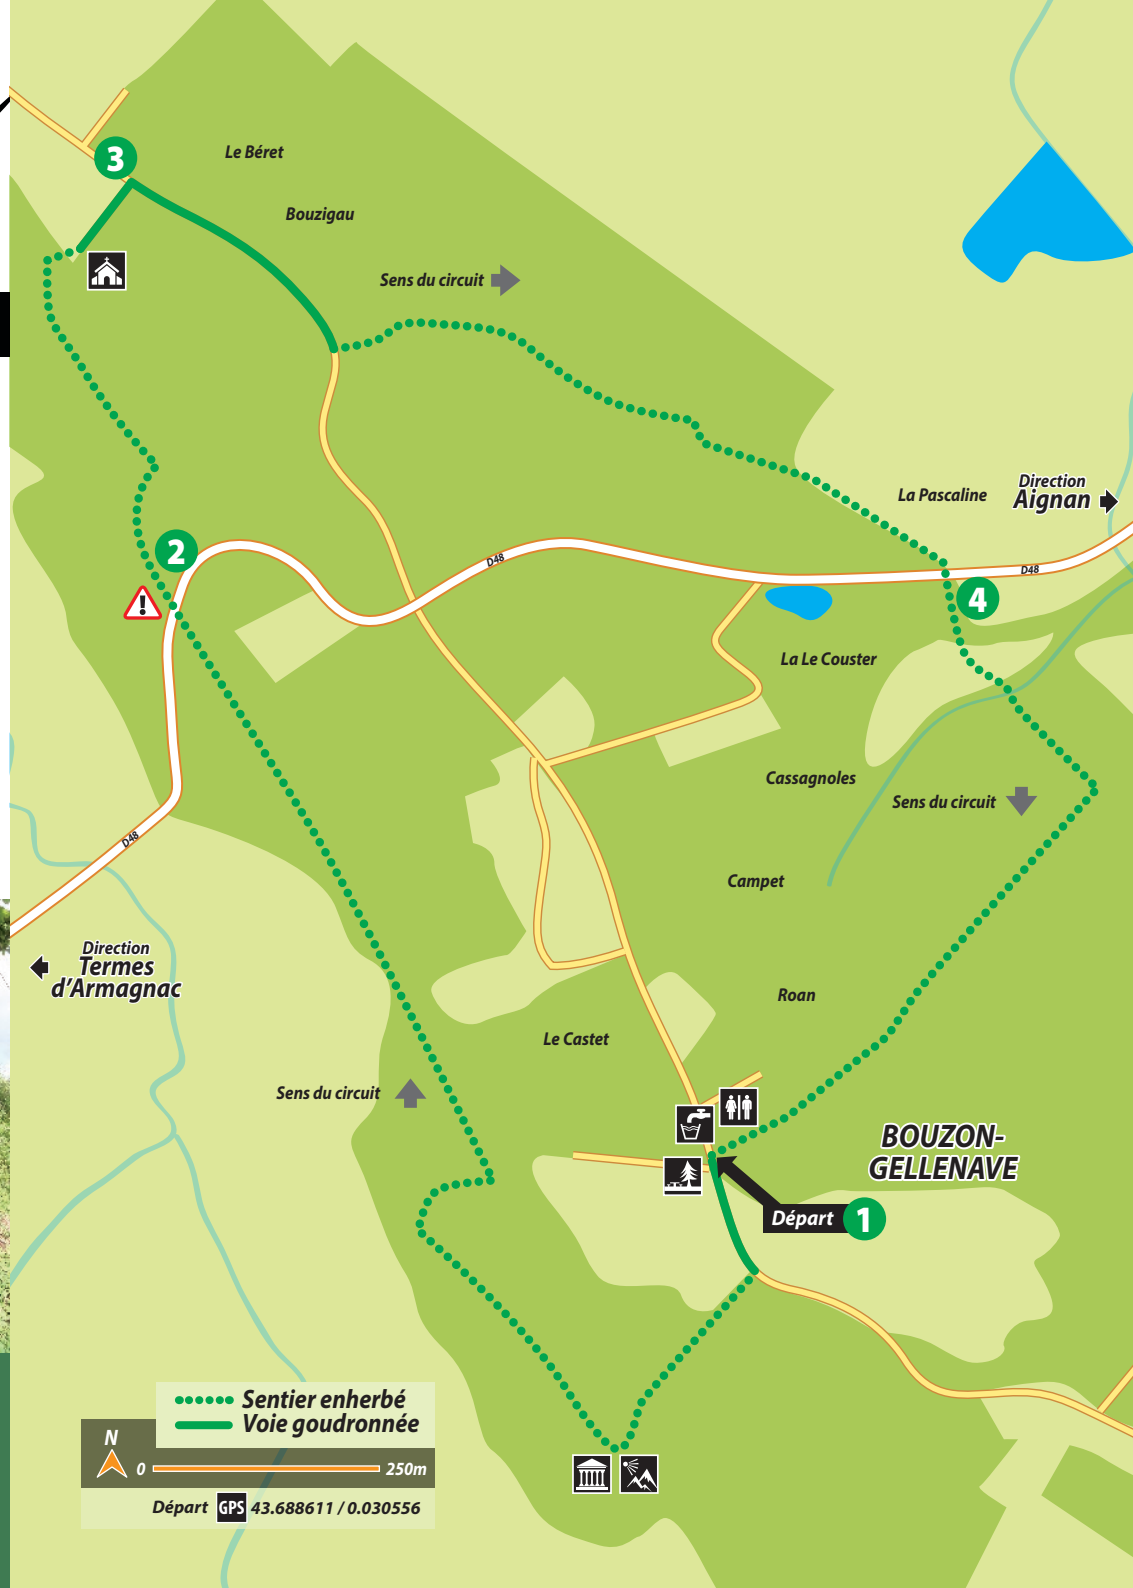 3
Le Béret
Bouzigau
Sens du circuit
La Pascaline
Direction
Aignan
2
D48
D48
4
La Le Couster
Cassagnoles
Sens du circuit
D48
Campet
Direction
Termes
d'Armagnac
Roan
Le Castet
Sens du circuit
BOUZON-
GELLENAVE
Départ 1
Sentier enherbé
Voie goudronnée
N
0 250m
Départ GPS 43.688611 / 0.030556